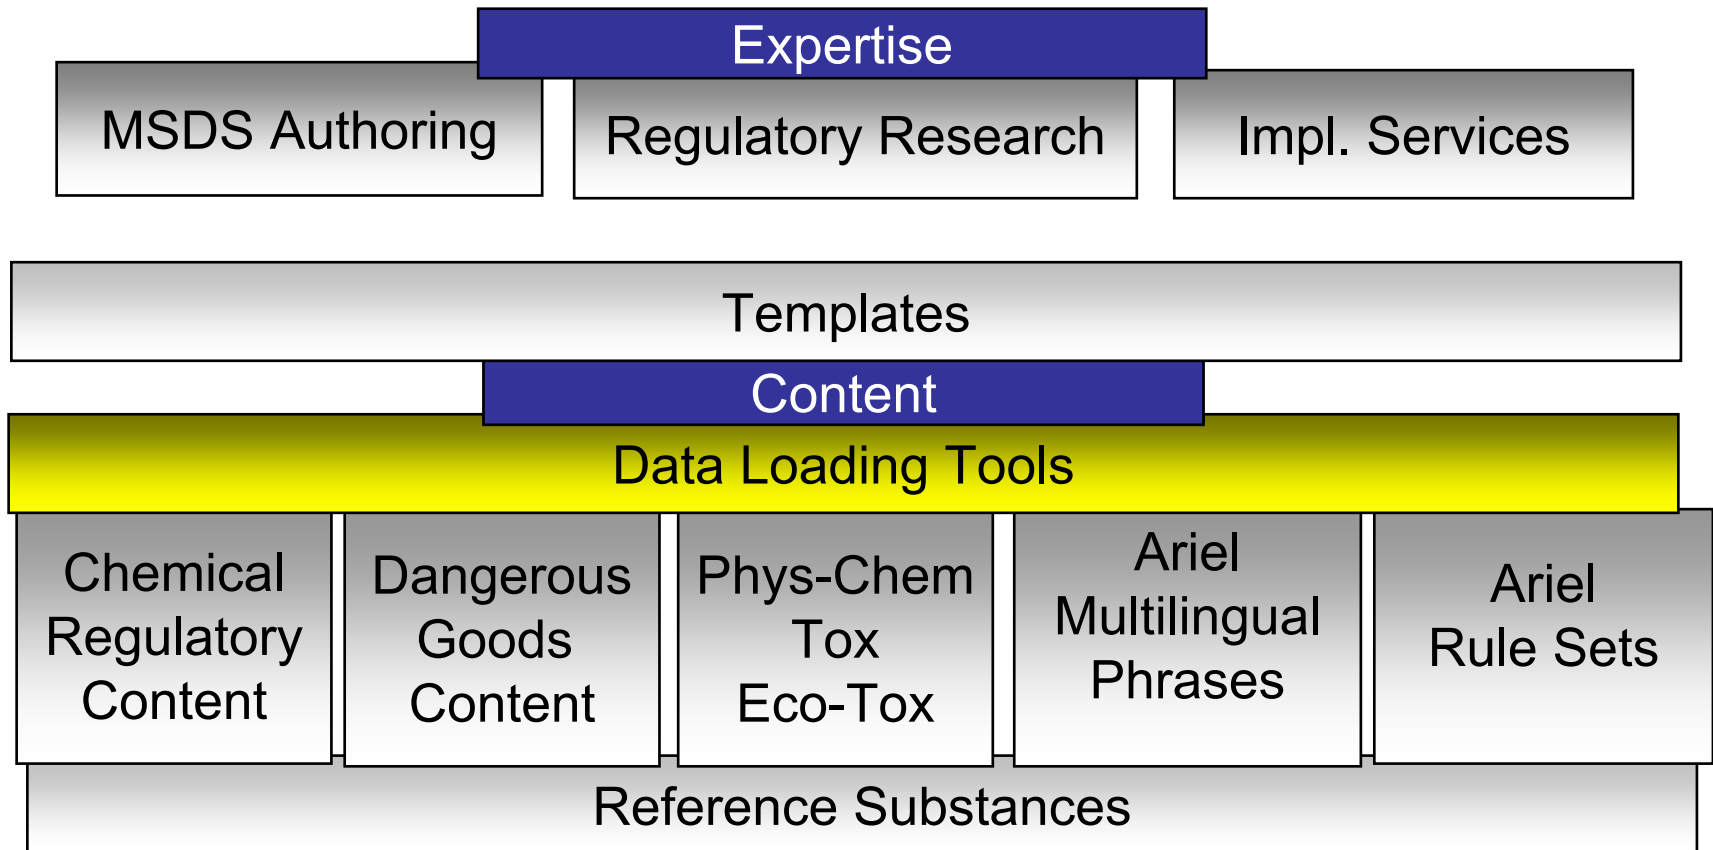 Expertise
MSDS Authoring
Regulatory Research
Impl. Services
Templates
Content
Data Loading Tools
Chemical
Regulatory
Content
Dangerous
Goods
Content
Phys-Chem
Tox
Eco-Tox
Ariel
Multilingual
Phrases
Ariel
Rule Sets
Reference Substances